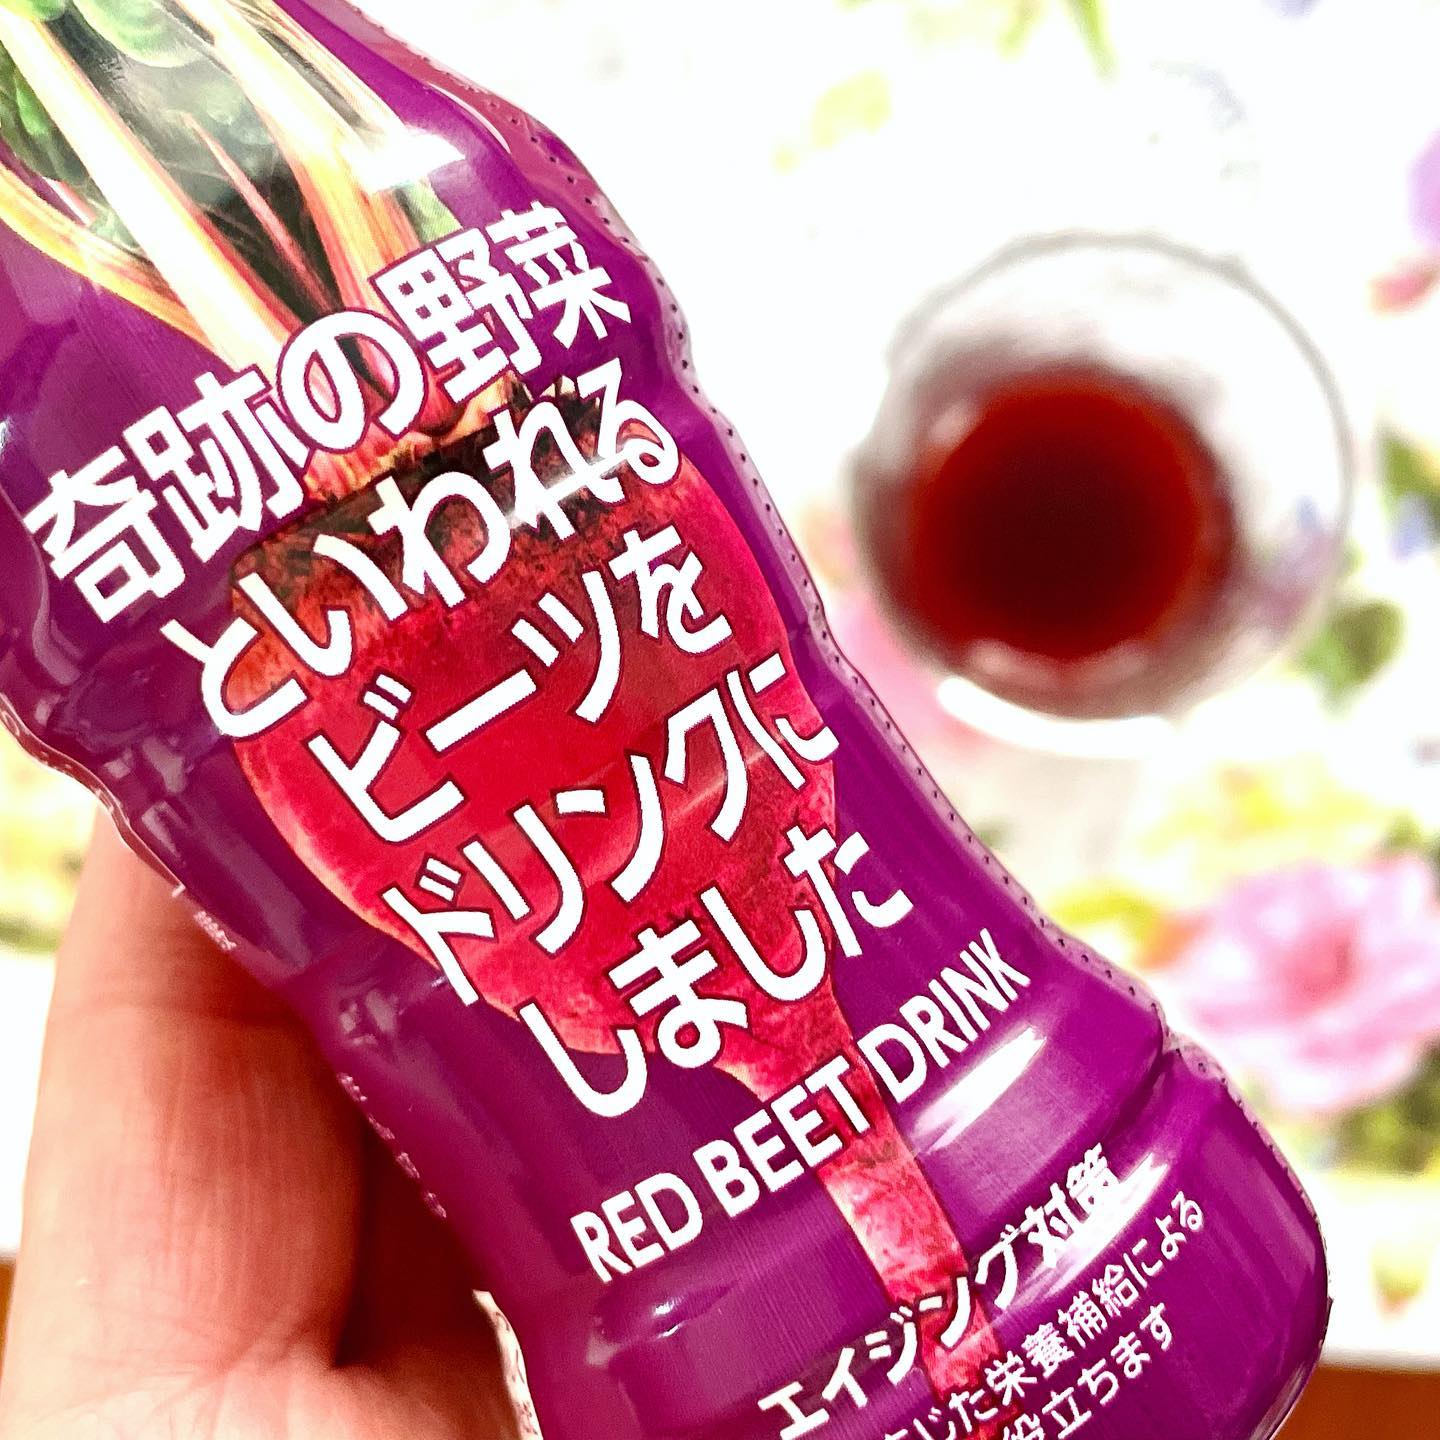 奇跡の野菜
といわれる
ビーツを
ドリンクに
しました
RED BEET DRINK
エイジング対策
じた栄養補給による
役立ちます